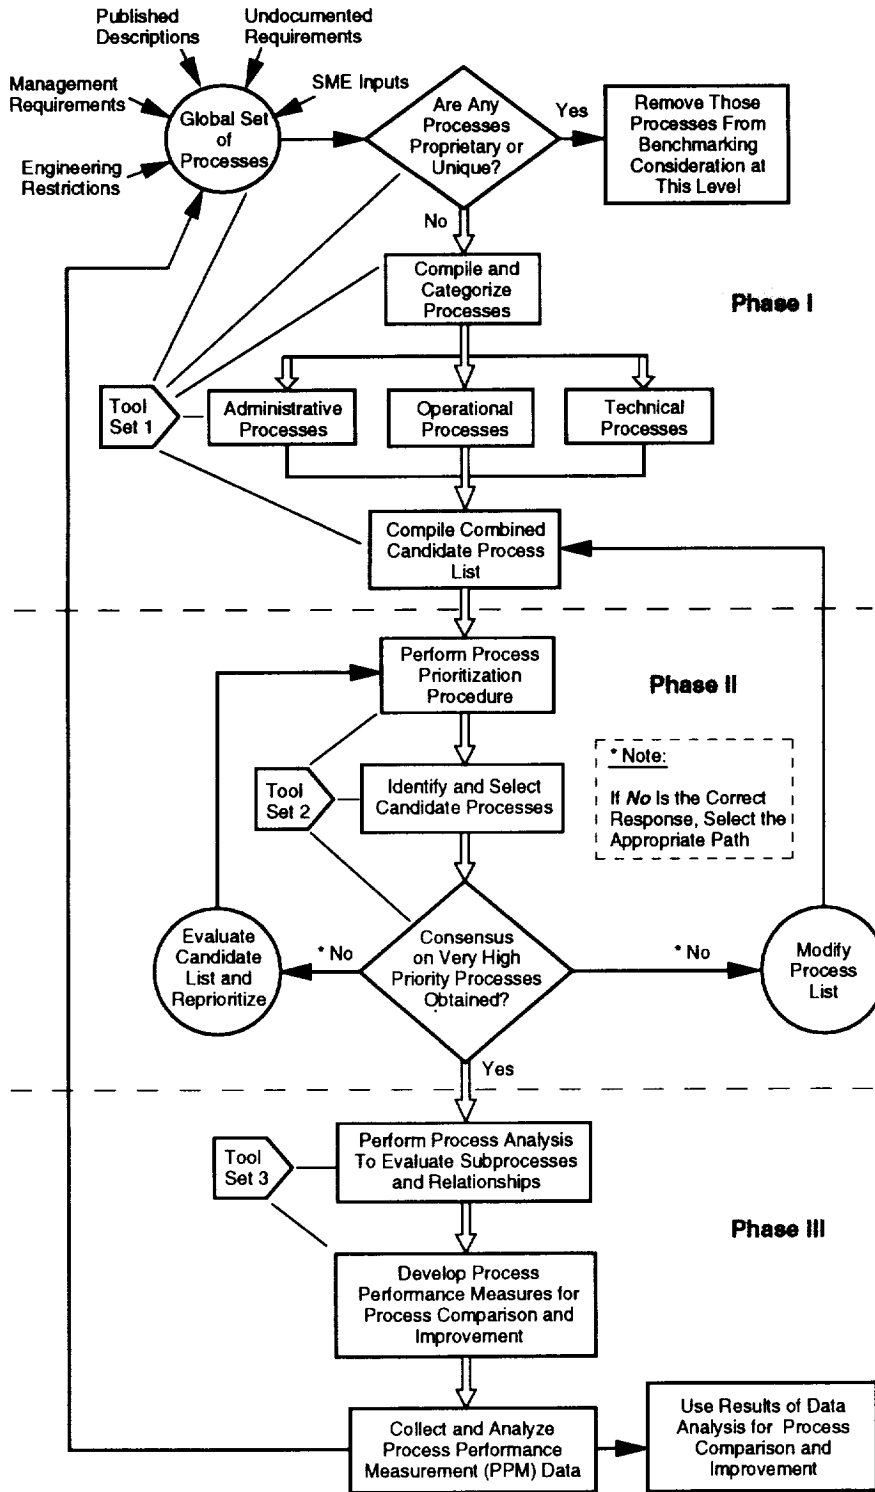 Published
Descriptions
Undocumented
Requirements
Management
Requirements
SME Inputs
Engineering
Restrictions
Global Set
of
Processes
Are Any
Processes
Proprietary or
Unique?
Yes
Remove Those
Processes From
Benchmarking
Consideration at
This Level
No
Compile and
Categorize
Processes
Phase I
Tool
Set 1
Administrative
Processes
Operational
Processes
Technical
Processes
Compile Combined
Candidate Process
List
Perform Process
Prioritization
Procedure
Phase II
Tool
Set 2
Identify and Select
Candidate Processes
* Note:
If No Is the Correct
Response, Select the
Appropriate Path
Evaluate
Candidate
List and
Reprioritize
* No
Consensus
on Very High
Priority Processes
Obtained?
* No
Modify
Process
List
Yes
Tool
Set 3
Perform Process Analysis
To Evaluate Subprocesses
and Relationships
Phase III
Develop Process
Performance Measures for
Process Comparison and
Improvement
Collect and Analyze
Process Performance
Measurement (PPM) Data
Use Results of Data
Analysis for Process
Comparison and
Improvement